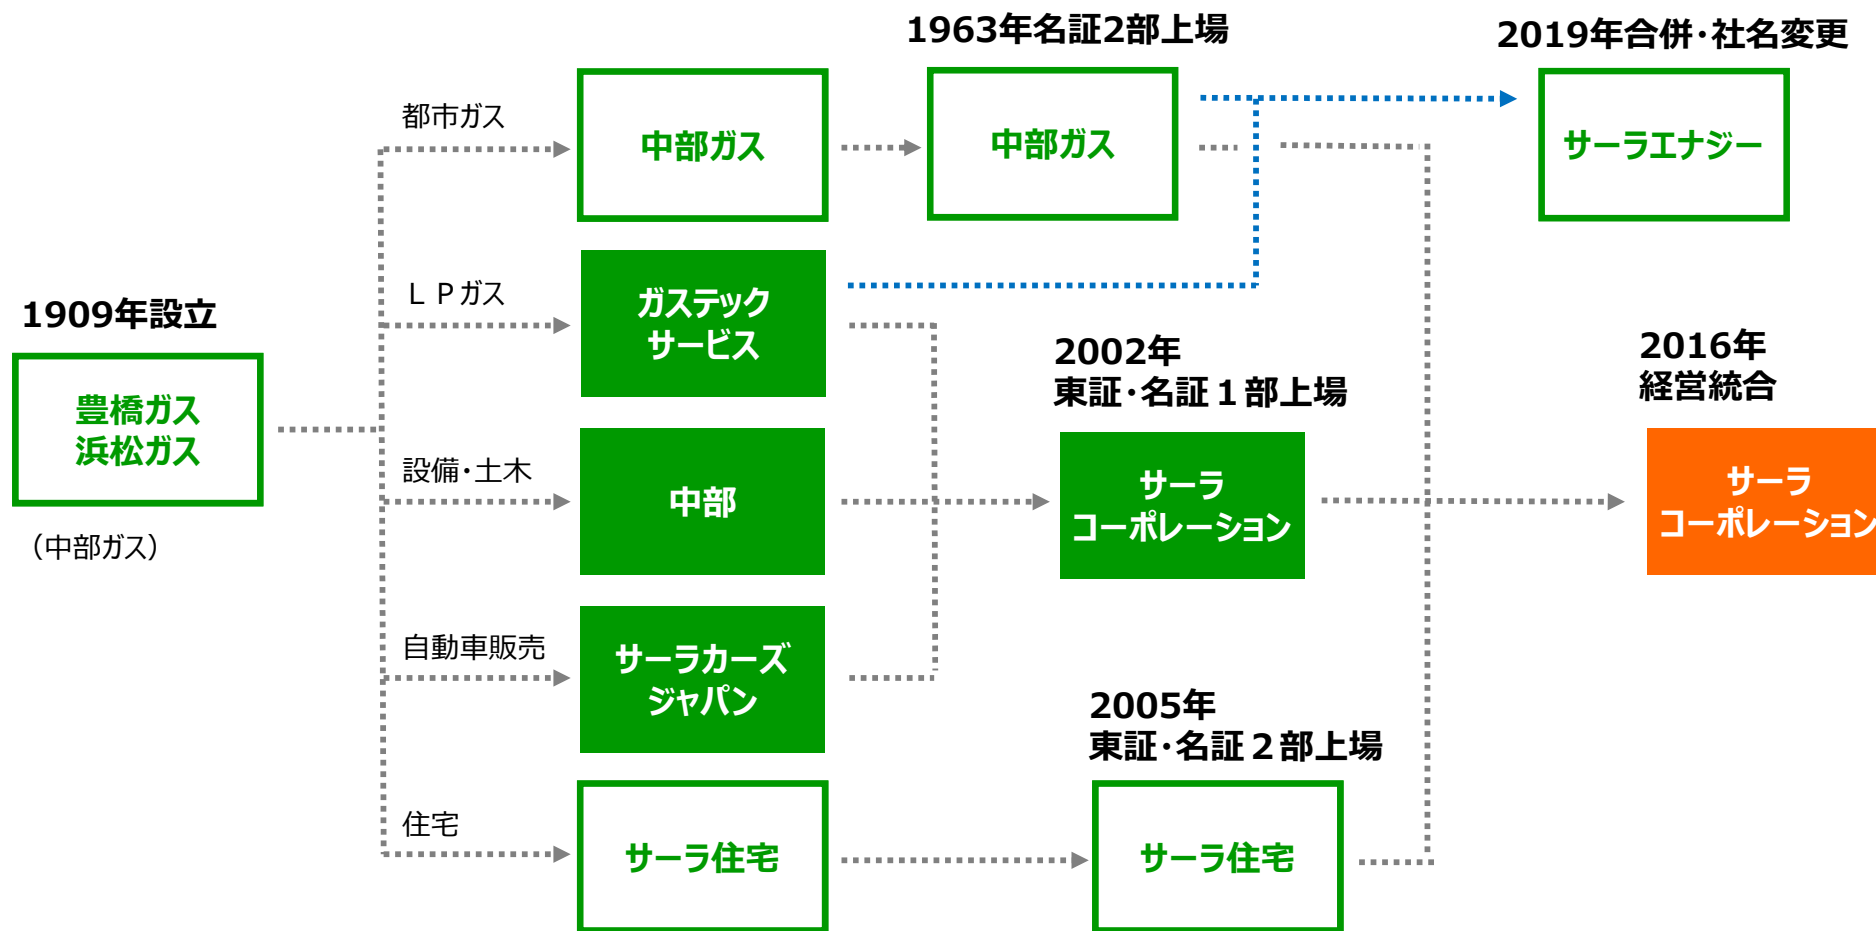 1963年名証2部上場
2019年合併・社名変更
都市ガス
中部ガス
中部ガス
サーラエナジー
ＬＰガス
ガステック
サービス
1909年設立
豊橋ガス
浜松ガス
（中部ガス）
2002年
東証・名証１部上場
2016年
経営統合
設備・土木
中部
サーラ
コーポレーション
サーラ
コーポレーション
自動車販売
サーラカーズ
ジャパン
2005年
東証・名証２部上場
住宅
サーラ住宅
サーラ住宅